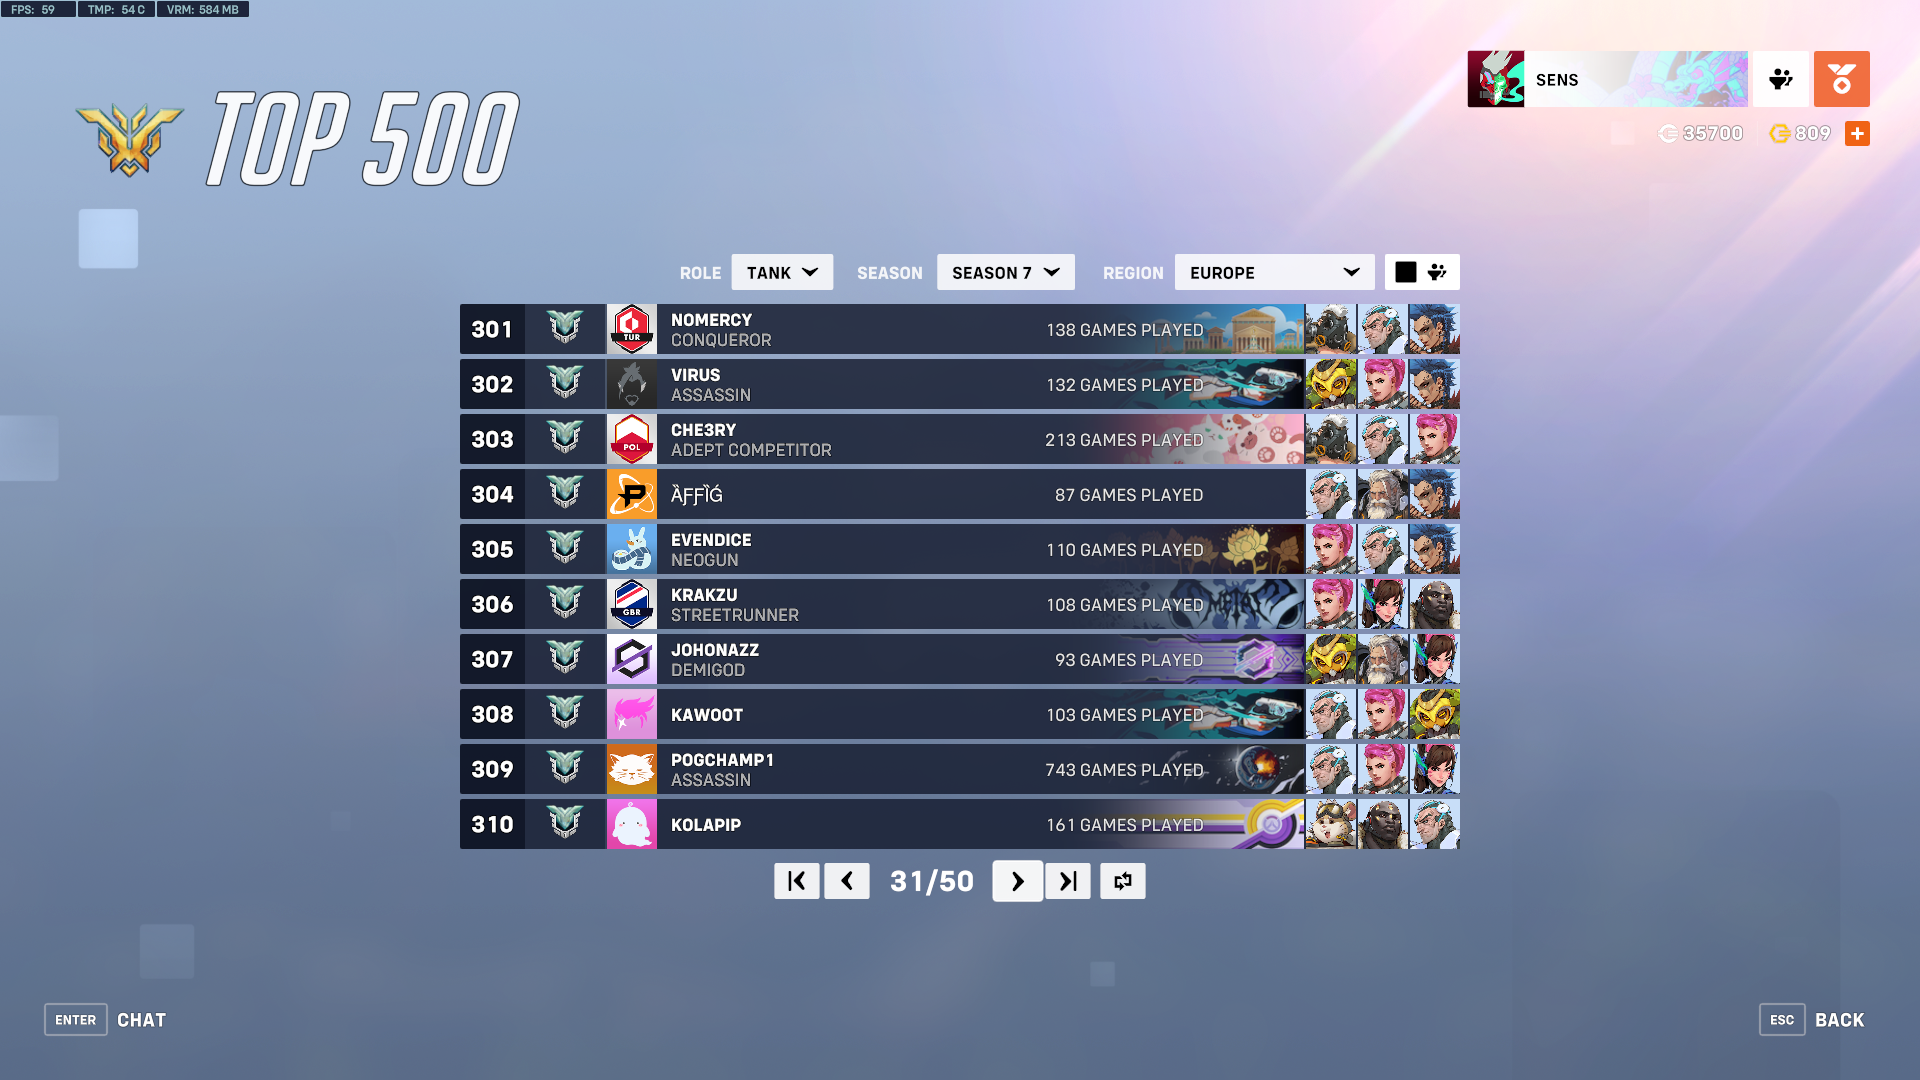 FPS: 59 TMP: 54 C VRM: 584 MB
SENS
35700 809
TOP 500
ROLE TANK SEASON SEASON 7 REGION EUROPE
301 TUR NOMERCY 138 GAMES PLAYED
CONQUEROR
302 VIRUS 132 GAMES PLAYED
ASSASSIN
303 POL CHE3RY 213 GAMES PLAYED
ADEPT COMPETITOR
304 P ȀƑƑȈǴ 87 GAMES PLAYED
305 EVENDICE 110 GAMES PLAYED
NEOGUN
306 GBR KRAKZU METAL 108 GAMES PLAYED
STREETRUNNER
307 JOHONAZZ 93 GAMES PLAYED
DEMIGOD
308 KAWOOT 103 GAMES PLAYED
309 POGCHAMP1 743 GAMES PLAYED
ASSASSIN
310 KOLAPIP 161 GAMES PLAYED
31/50
ENTER CHAT
ESC BACK